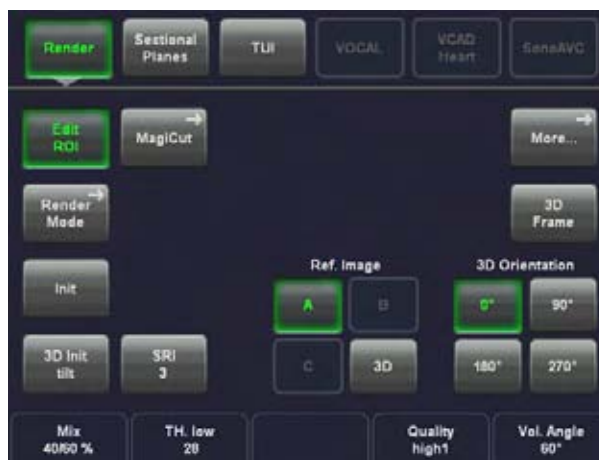 Render
Sectional
Planes
TUI
VOCAL
VCAD
Heart
SonoAVC
Edit
ROI
MagiCut
More...
Render
Mode
3D
Frame
Init
Ref. Image
3D Orientation
A
B
0°
90°
3D Init
tilt
SRI
3
C
3D
180°
270°
Mix
40/60 %
TH. low
28
Quality
high1
Vol. Angle
60°